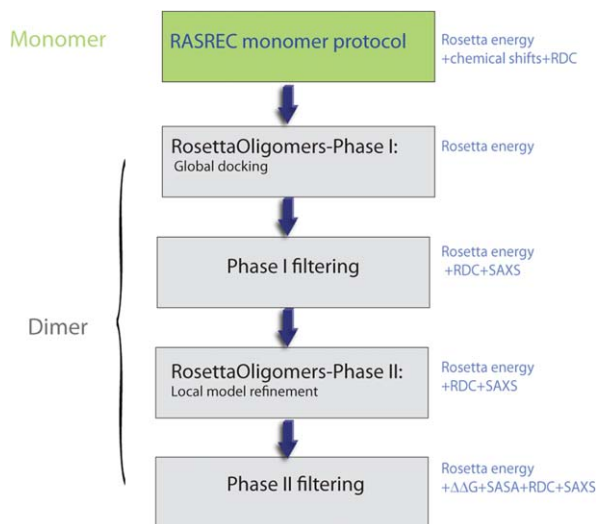 Monomer
RASREC monomer protocol
Rosetta energy
+chemical shifts+RDC
RosettaOligomers-Phase I:
Global docking
Rosetta energy
Phase I filtering
Rosetta energy
+RDC+SAXS
Dimer
RosettaOligomers-Phase II:
Local model refinement
Rosetta energy
+RDC+SAXS
Phase II filtering
Rosetta energy
+ΔΔG+SASA+RDC+SAXS